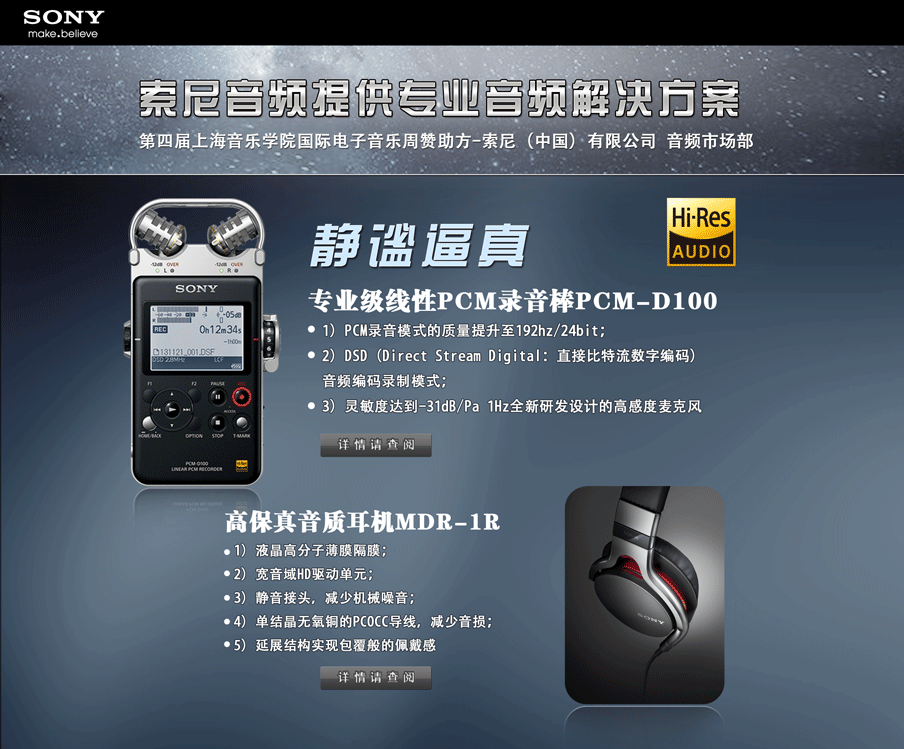 SONY
make.believe
索尼音频提供专业音频解决方案
第四届上海音乐学院国际电子音乐周赞助方-索尼（中国）有限公司 音频市场部
静谧逼真
Hi-Res
AUDIO
专业级线性PCM录音棒PCM-D100
1）PCM录音模式的质量提升至192hz/24bit；
2）DSD（Direct Stream Digital：直接比特流数字编码）
音频编码录制模式；
3）灵敏度达到-31dB/Pa 1Hz全新研发设计的高感度麦克风
详情请查阅
-12dB OVER
L
-12dB OVER
R
SONY
-05dB
REC
0h12m34s
131121_001.DSF
DSD 2.8MHz LCF
F1
F2
PAUSE
REC
ACCESS
HOME/BACK
OPTION
STOP
T-MARK
PCM-D100
LINEAR PCM RECORDER
高保真音质耳机MDR-1R
1）液晶高分子薄膜隔膜；
2）宽音域HD驱动单元；
3）静音接头，减少机械噪音；
4）单结晶无氧铜的PCOCC导线，减少音损；
5）延展结构实现包覆般的佩戴感
详情请查阅
SONY